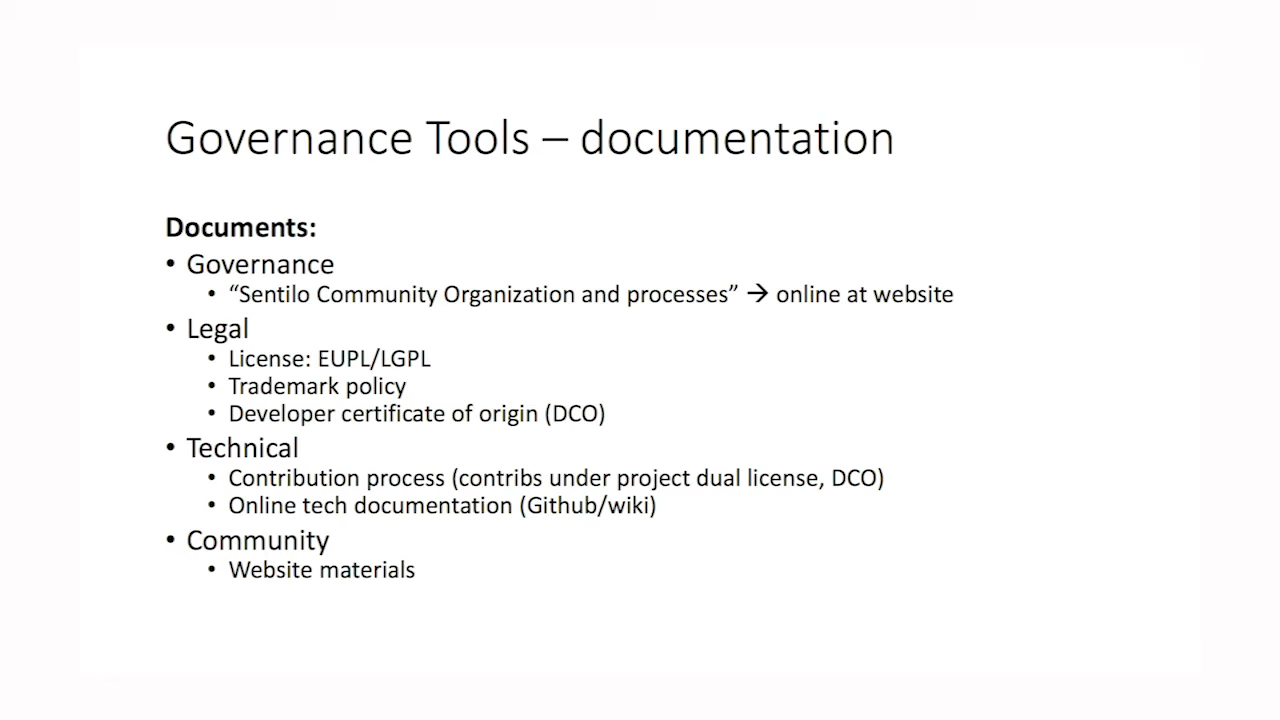 Governance Tools – documentation
Documents:
• Governance
• “Sentilo Community Organization and processes” → online at website
• Legal
• License: EUPL/LGPL
• Trademark policy
• Developer certificate of origin (DCO)
• Technical
• Contribution process (contribs under project dual license, DCO)
• Online tech documentation (Github/wiki)
• Community
• Website materials